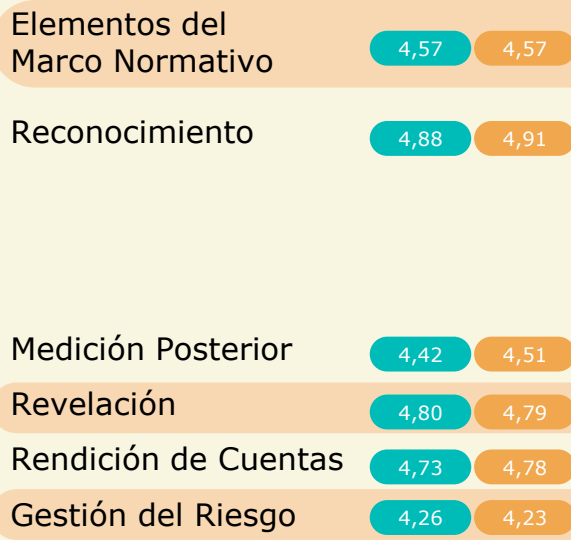 Elementos del
Marco Normativo 4,57 4,57
Reconocimiento 4,88 4,91
Medición Posterior 4,42 4,51
Revelación 4,80 4,79
Rendición de Cuentas 4,73 4,78
Gestión del Riesgo 4,26 4,23